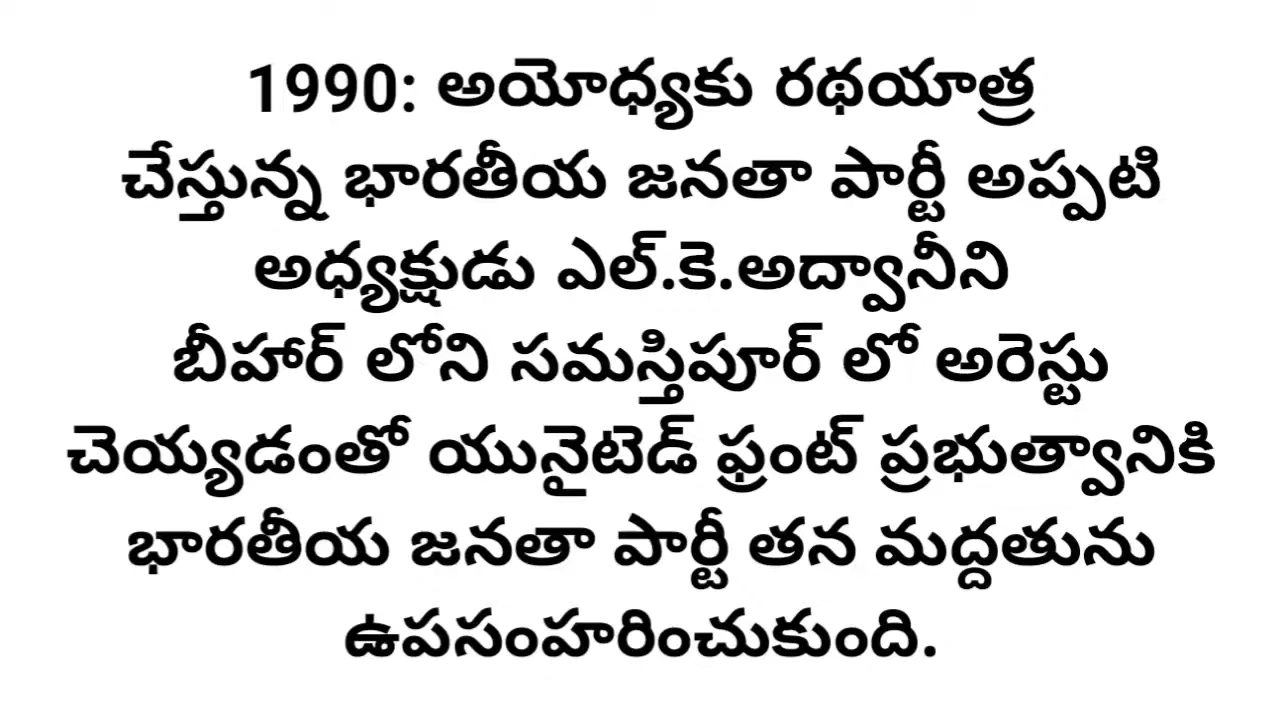 1990: అయోధ్యకు రథయాత్ర
చేస్తున్న భారతీయ జనతా పార్టీ అప్పటి
అధ్యక్షుడు ఎల్.కె.అద్వానీని
బీహార్ లోని సమస్తిపూర్ లో అరెస్టు
చెయ్యడంతో యునైటెడ్ ఫ్రంట్ ప్రభుత్వానికి
భారతీయ జనతా పార్టీ తన మద్దతును
ఉపసంహరించుకుంది.